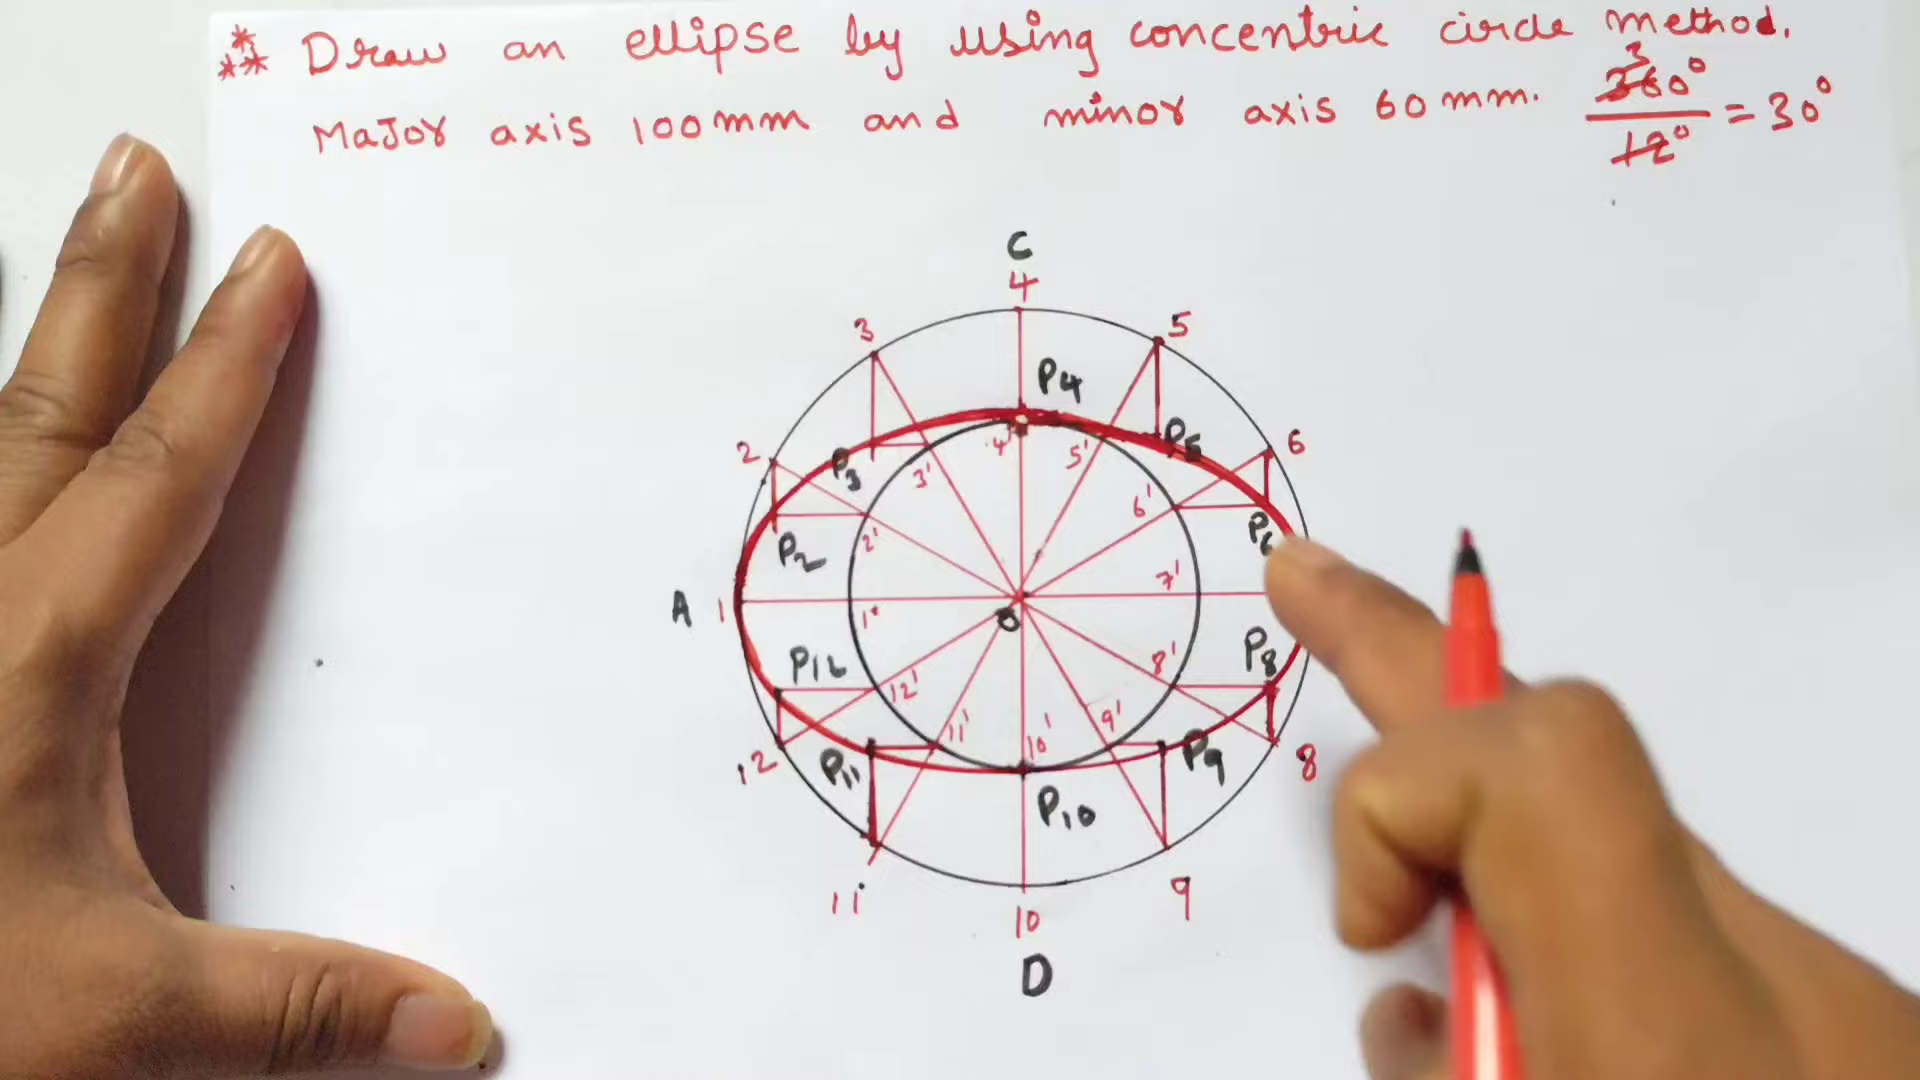 ** Draw an ellipse by using concentric circle method.
* Major axis 100mm and minor axis 60mm. 360°/12° = 30°
3
C
4
3
5
P4
2
P3
4'
5'
P5
6
3'
6'
P2
2'
P6
7'
A 1
1'
O
P12
8'
P8
12'
11'
10'
9'
12
P11
P9
8
P10
11
9
10
D